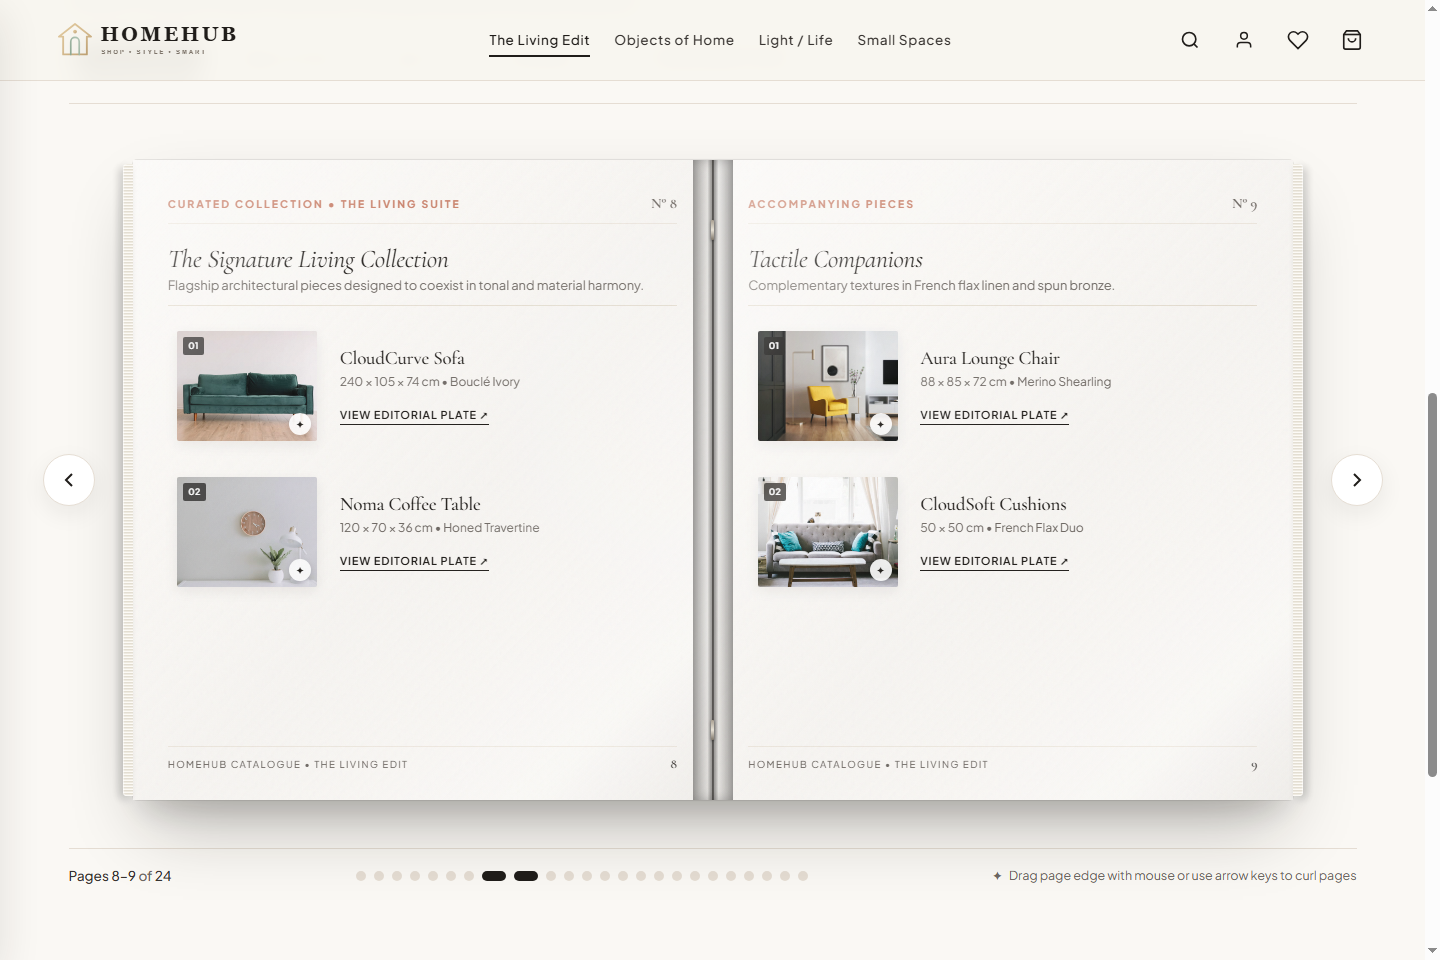 HOMEHUB
SHOP • STYLE • SMART
The Living Edit
Objects of Home
Light / Life
Small Spaces
CURATED COLLECTION • THE LIVING SUITE
Nº 8
The Signature Living Collection
Flagship architectural pieces designed to coexist in tonal and material harmony.
01
CloudCurve Sofa
240 × 105 × 74 cm • Bouclé Ivory
VIEW EDITORIAL PLATE ↗
02
Noma Coffee Table
120 × 70 × 36 cm • Honed Travertine
VIEW EDITORIAL PLATE ↗
HOMEHUB CATALOGUE • THE LIVING EDIT
8
ACCOMPANYING PIECES
Nº 9
Tactile Companions
Complementary textures in French flax linen and spun bronze.
01
Aura Lounge Chair
88 × 85 × 72 cm • Merino Shearling
VIEW EDITORIAL PLATE ↗
02
CloudSoft Cushions
50 × 50 cm • French Flax Duo
VIEW EDITORIAL PLATE ↗
HOMEHUB CATALOGUE • THE LIVING EDIT
9
Pages 8–9 of 24
✦ Drag page edge with mouse or use arrow keys to curl pages